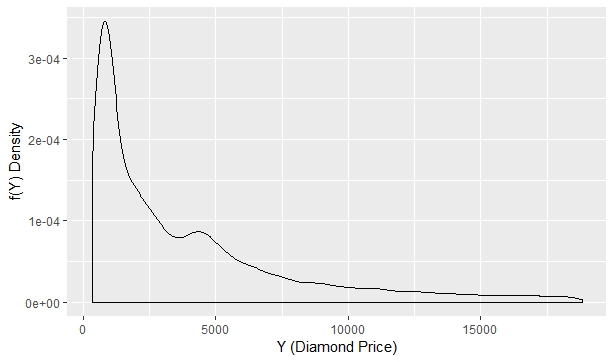 f(Y) Density
3e-04
2e-04
1e-04
0e+00
0
5000
10000
15000
Y (Diamond Price)